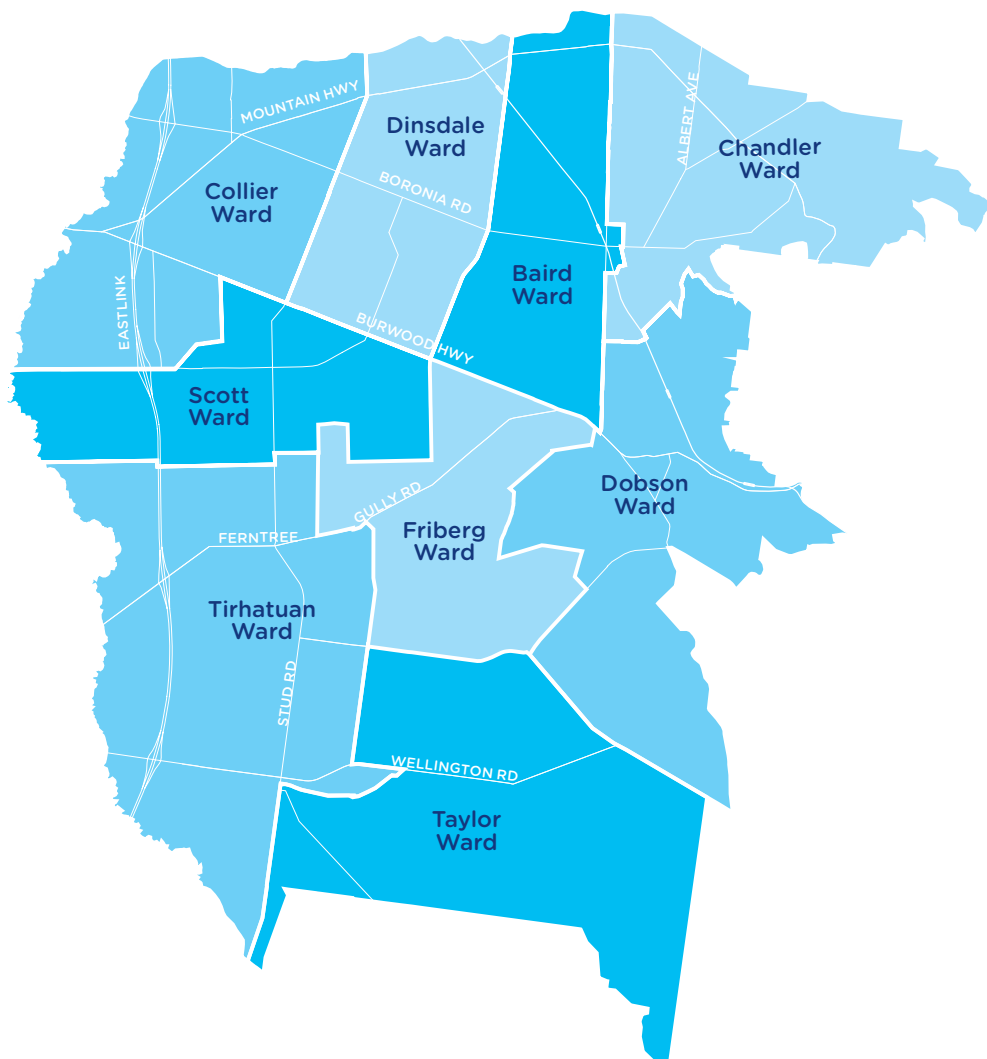 MOUNTAIN HWY
Dinsdale
Ward
ALBERT AVE
Chandler
Ward
Collier
Ward
BORONIA RD
Baird
Ward
EASTLINK
BURWOOD HWY
Scott
Ward
Dobson
Ward
GULLY RD
FERNTREE
Friberg
Ward
Tirhatuan
Ward
STUD RD
WELLINGTON RD
Taylor
Ward